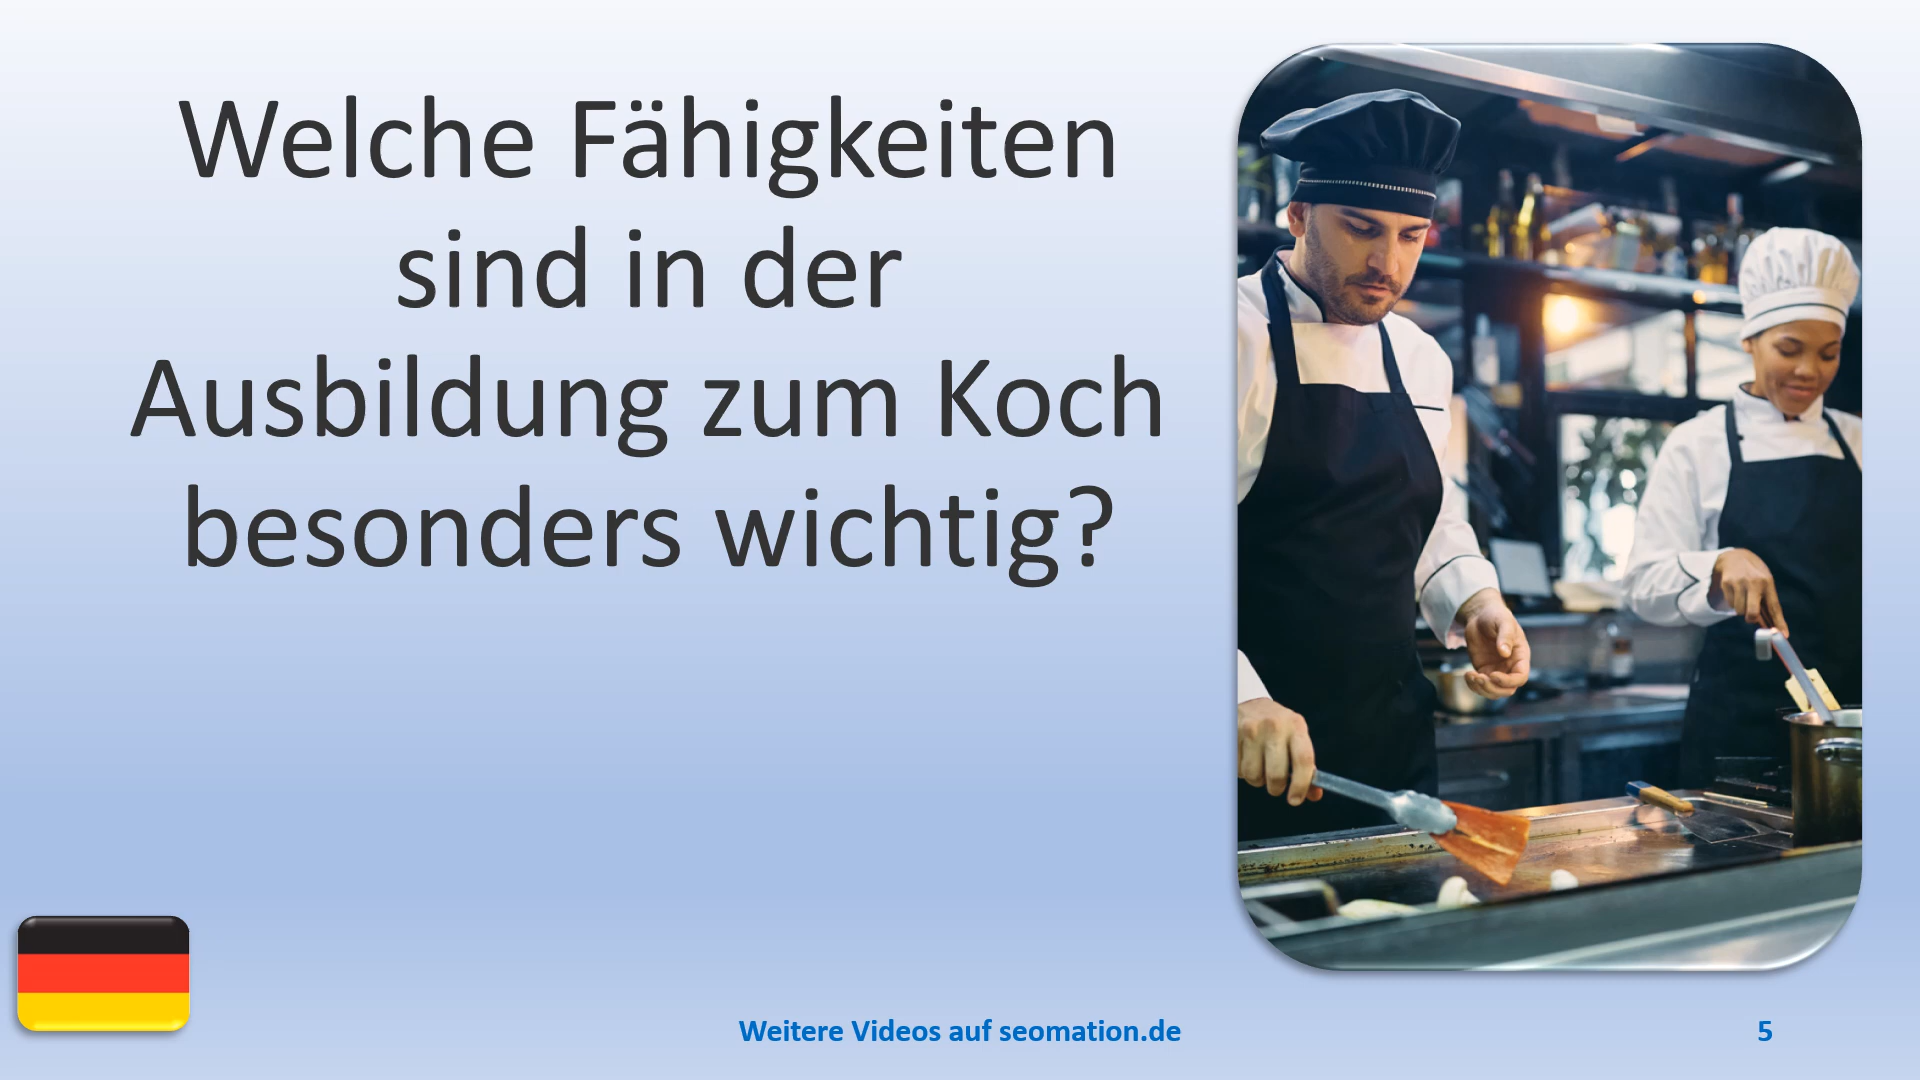 Welche Fähigkeiten
sind in der
Ausbildung zum Koch
besonders wichtig?
Weitere Videos auf seomation.de
5